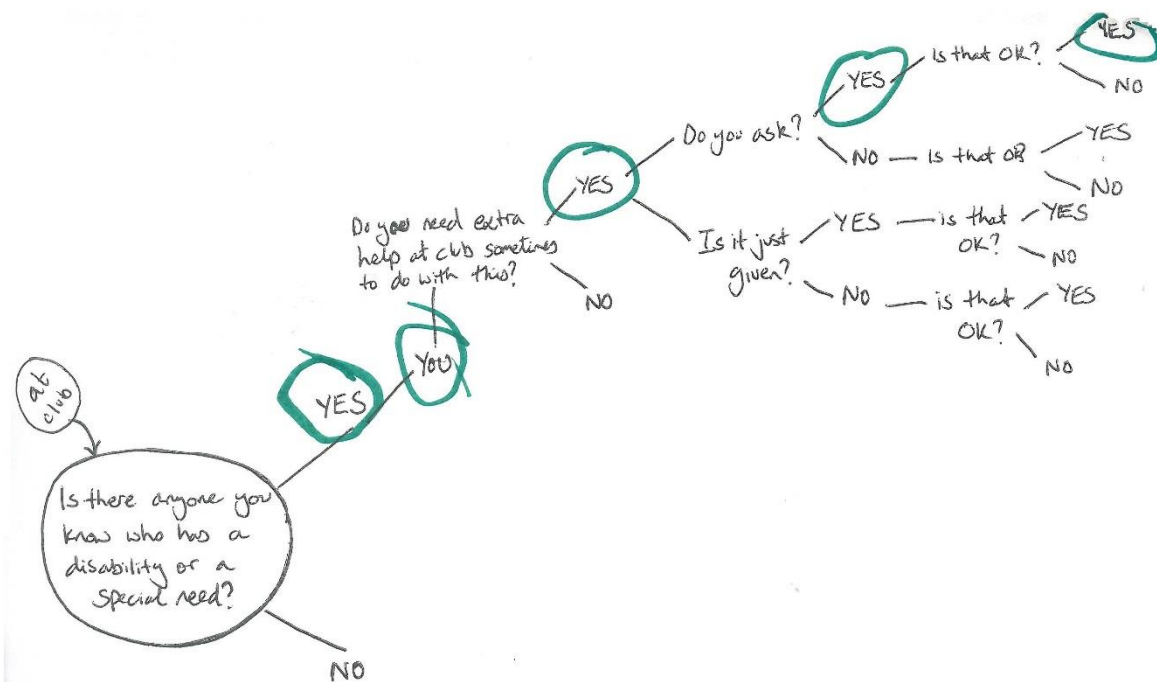 at
club
Is there anyone you
know who has a
disability or a
special need?
NO
YES
YOU
Do you need extra
help at club sometimes
to do with this?
YES
NO
Do you ask?
YES
Is that OK?
YES
NO
NO
Is that OK?
YES
NO
Is it just
given?
YES
is that
OK?
YES
NO
NO
is that
OK?
YES
NO